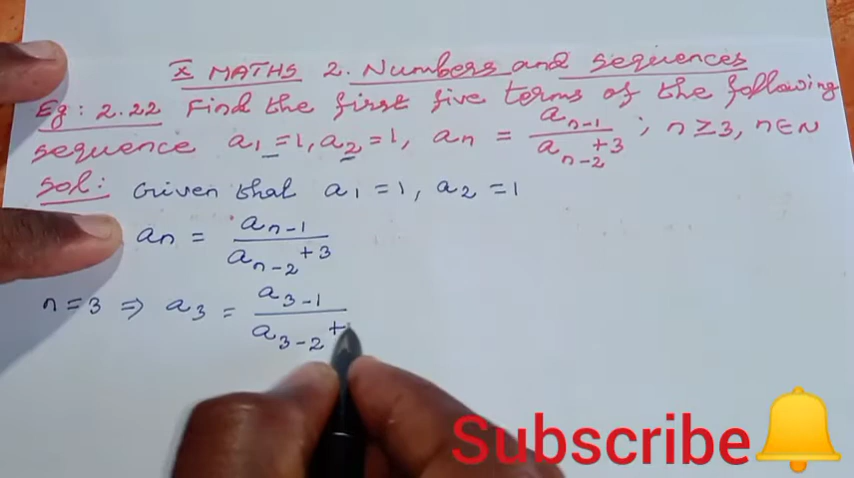 X MATHS 2. Numbers and sequences
Eg: 2.22 Find the first five terms of the following
sequence a₁ = 1, a₂ = 1, aₙ = aₙ₋₁ / (aₙ₋₂ + 3) ; n ≥ 3, n ∈ N
Sol: Given that a₁ = 1, a₂ = 1
aₙ = aₙ₋₁ / (aₙ₋₂ + 3)
n = 3 ⇒ a₃ = a₃₋₁ / (a₃₋₂ +
Subscribe